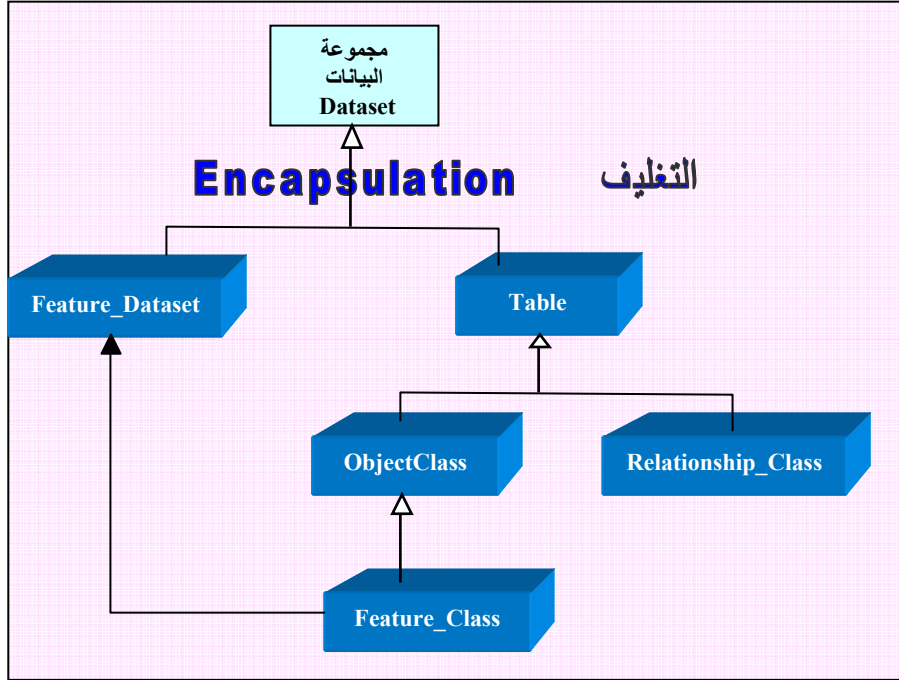 مجموعة
البيانات
Dataset
Encapsulation التغليف
Feature_Dataset
Table
ObjectClass
Relationship_Class
Feature_Class